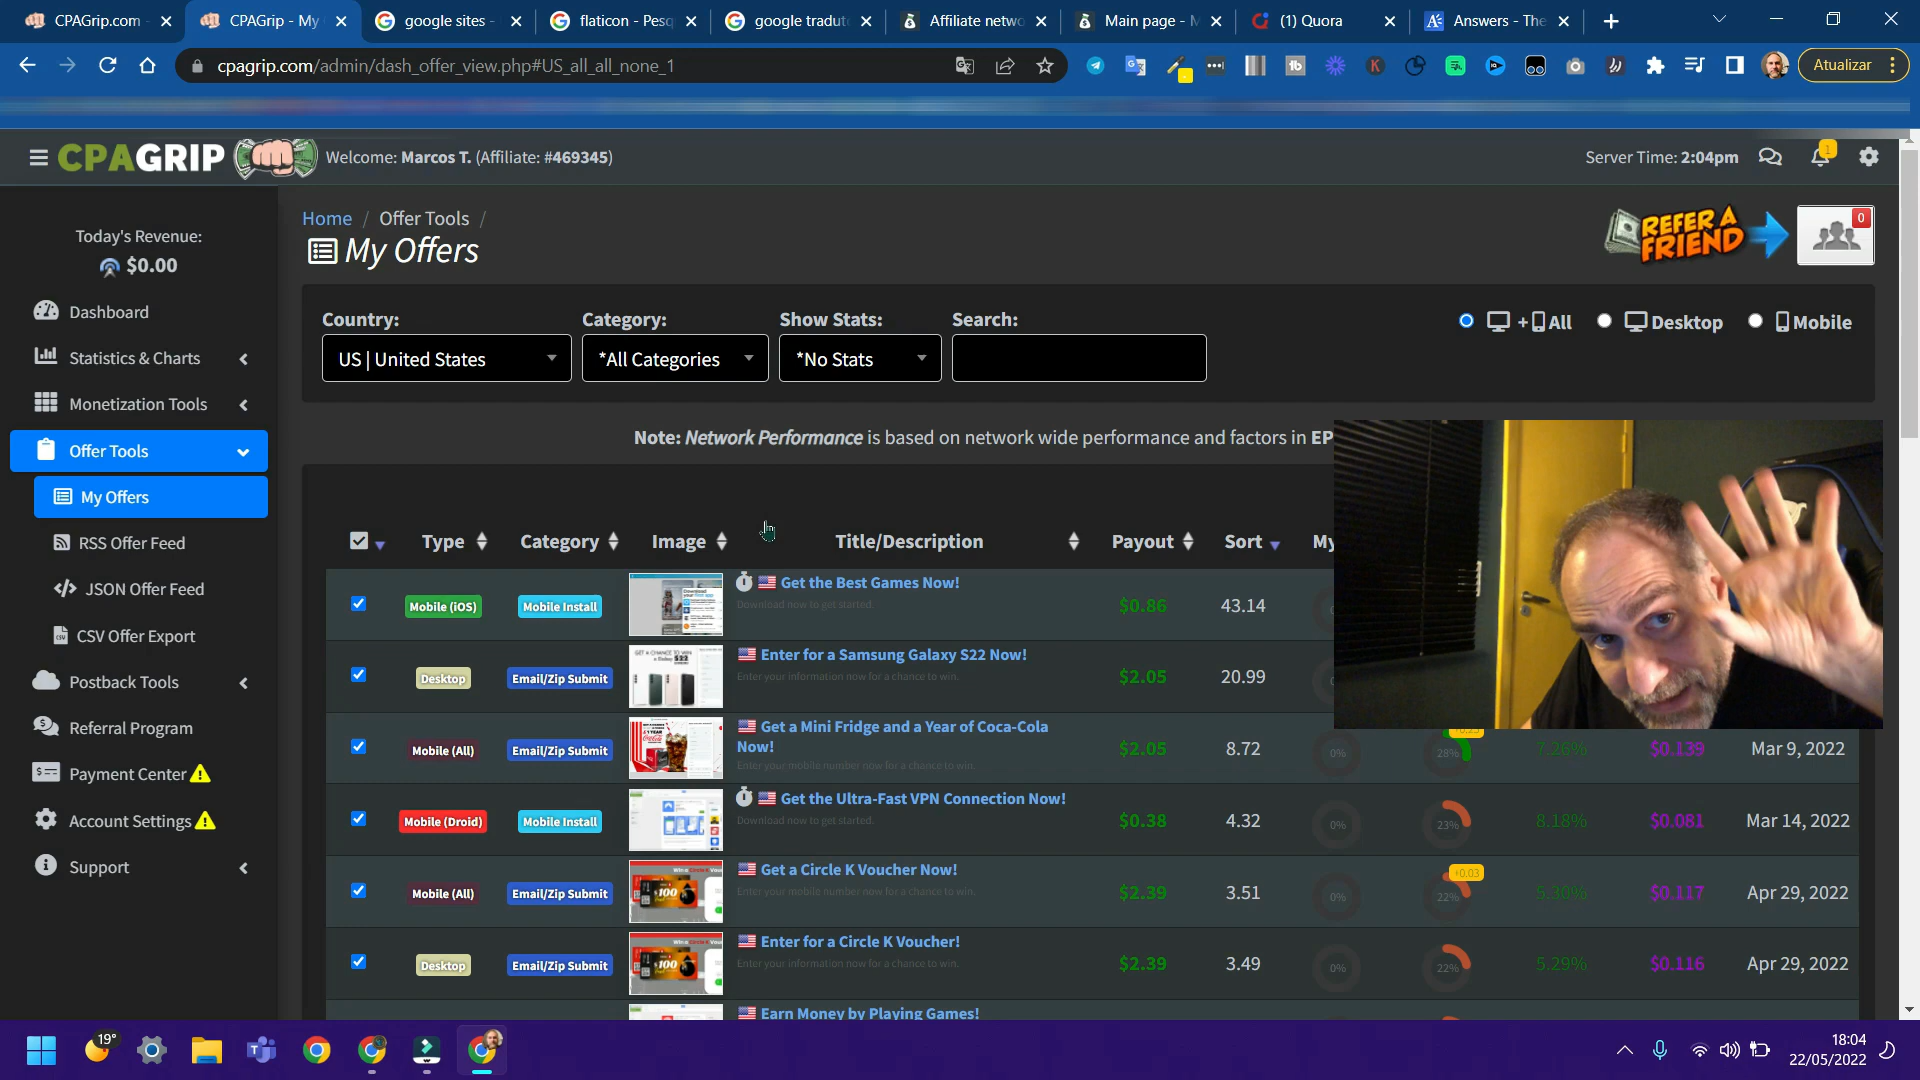 CPAGrip.com
CPAGrip - My
google sites -
flaticon - Pesq
google tradut
Affiliate netwo
Main page - M
(1) Quora
Answers - The
cpagrip.com/admin/dash_offer_view.php#US_all_all_none_1
Atualizar
CPAGRIP
Welcome: Marcos T. (Affiliate: #469345)
Server Time: 2:04pm
1
Today's Revenue:
$0.00
Dashboard
Statistics & Charts
Monetization Tools
Offer Tools
My Offers
RSS Offer Feed
JSON Offer Feed
CSV Offer Export
Postback Tools
Referral Program
Payment Center
Account Settings
Support
Home / Offer Tools /
My Offers
REFER A FRIEND
0
Country:
Category:
Show Stats:
Search:
US | United States
*All Categories
*No Stats
+ All
Desktop
Mobile
Note: Network Performance is based on network wide performance and factors in EP
Type
Category
Image
Title/Description
Payout
Sort
My
Mobile (iOS)
Mobile Install
Get the Best Games Now!
Download now to get started.
$0.86
43.14
Desktop
Email/Zip Submit
Enter for a Samsung Galaxy S22 Now!
Enter your information now for a chance to win.
$2.05
20.99
Mobile (All)
Email/Zip Submit
Get a Mini Fridge and a Year of Coca-Cola
Now!
Enter your mobile number now for a chance to win.
$2.05
8.72
0%
28%
7.26%
$0.139
Mar 9, 2022
Mobile (Droid)
Mobile Install
Get the Ultra-Fast VPN Connection Now!
Download now to get started.
$0.38
4.32
0%
23%
8.18%
$0.081
Mar 14, 2022
Mobile (All)
Email/Zip Submit
Get a Circle K Voucher Now!
Enter your mobile number now for a chance to win.
$2.39
3.51
0%
+0.03
22%
5.30%
$0.117
Apr 29, 2022
Desktop
Email/Zip Submit
Enter for a Circle K Voucher!
Enter your information now for a chance to win.
$2.39
3.49
0%
22%
5.29%
$0.116
Apr 29, 2022
Earn Money by Playing Games!
19°
18:04
22/05/2022